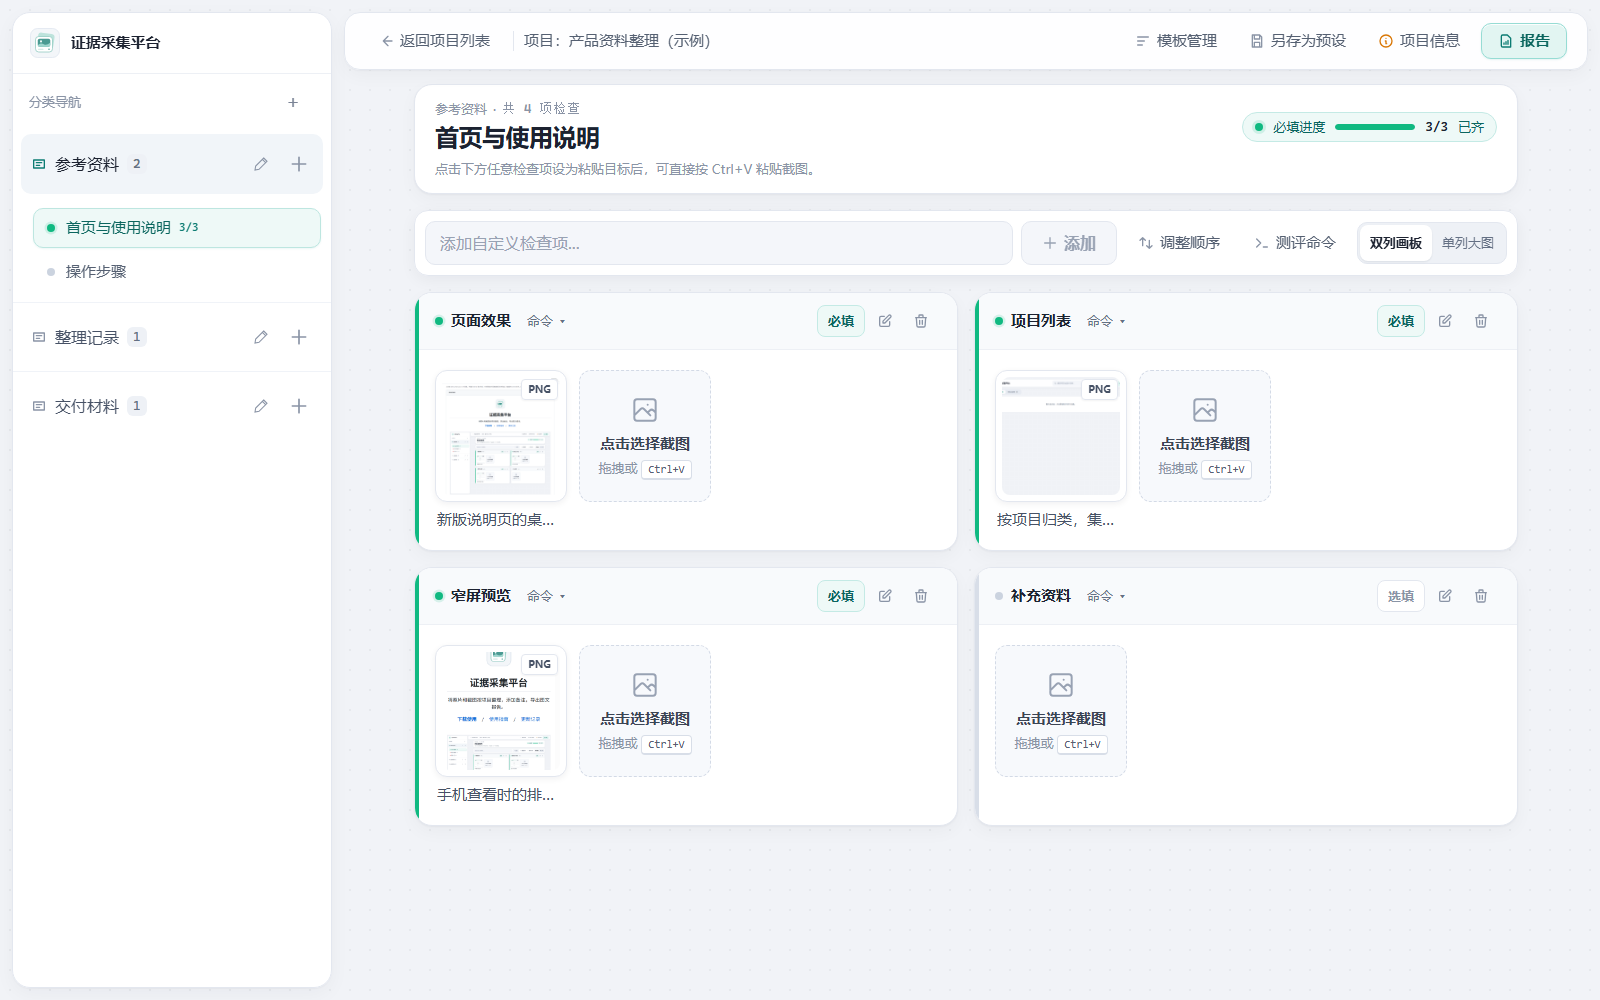 证据采集平台
分类导航
参考资料 2
首页与使用说明 3/3
操作步骤
整理记录 1
交付材料 1
返回项目列表
项目：产品资料整理（示例）
模板管理
另存为预设
项目信息
报告
参考资料 · 共 4 项检查
首页与使用说明
点击下方任意检查项设为粘贴目标后，可直接按 Ctrl+V 粘贴截图。
必填进度 3/3 已齐
添加自定义检查项...
添加
调整顺序
测评命令
双列画板
单列大图
页面效果 命令 必填
PNG
证据采集平台
点击选择截图
拖拽或 Ctrl+V
新版说明页的桌...
项目列表 命令 必填
PNG
点击选择截图
拖拽或 Ctrl+V
按项目归类，集...
窄屏预览 命令 必填
PNG
证据采集平台
点击选择截图
拖拽或 Ctrl+V
手机查看时的排...
补充资料 命令 选填
点击选择截图
拖拽或 Ctrl+V